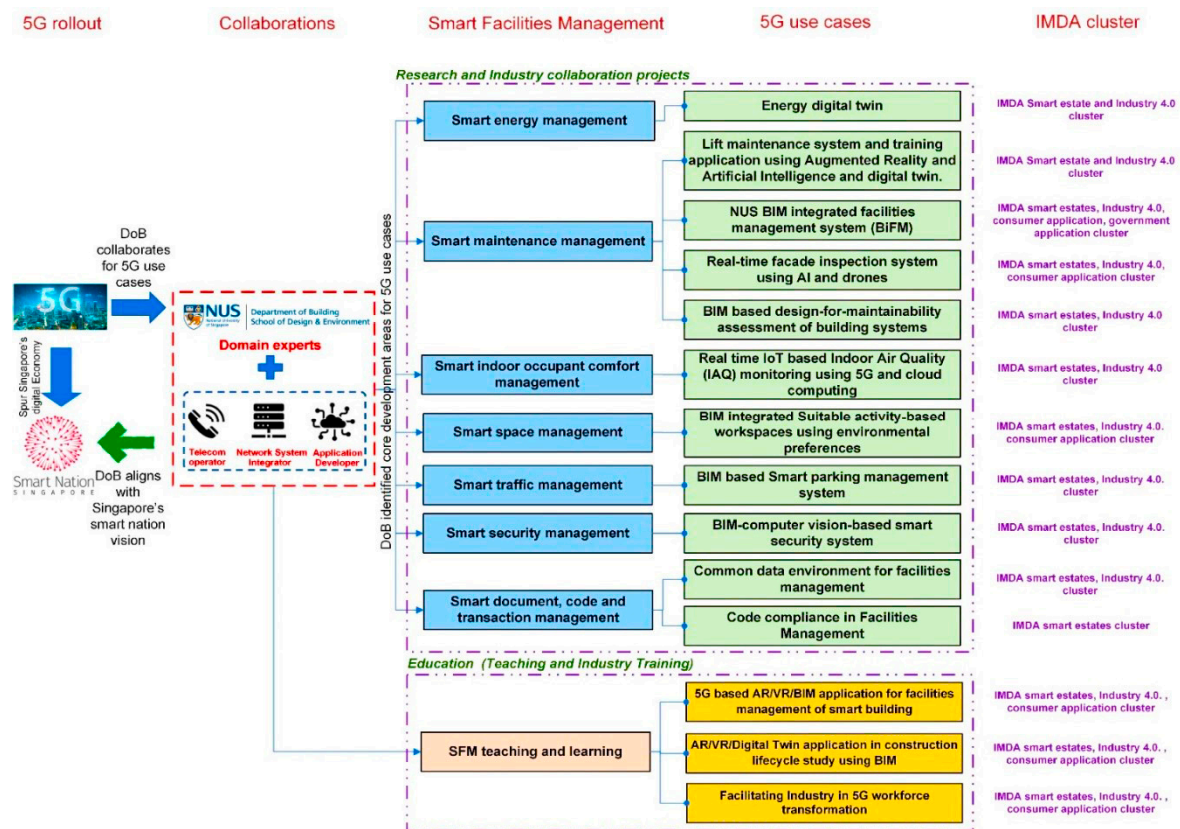 5G rollout
Collaborations
Smart Facilities Management
5G use cases
IMDA cluster
DoB
collaborates
for 5G use
cases
5G
Spur Singapore's
digital Economy
Smart Nation
SINGAPORE
DoB aligns
with
Singapore's
smart nation
vision
NUS
National University
of Singapore
Department of Building
School of Design & Environment
Domain experts
Telecom
operator
Network System
Integrator
Application
Developer
DoB identified core development areas for 5G use cases
Research and Industry collaboration projects
Smart energy management
Energy digital twin
IMDA Smart estate and Industry 4.0
cluster
Smart maintenance management
Lift maintenance system and training
application using Augmented Reality and
Artificial Intelligence and digital twin.
IMDA Smart estate and Industry 4.0
cluster
NUS BIM integrated facilities
management system (BiFM)
IMDA smart estates, Industry 4.0,
consumer application, government
application cluster
Real-time facade inspection system
using AI and drones
IMDA smart estates, Industry 4.0,
consumer application cluster
BIM based design-for-maintainability
assessment of building systems
IMDA smart estates, Industry 4.0
cluster
Smart indoor occupant comfort
management
Real time IoT based Indoor Air Quality
(IAQ) monitoring using 5G and cloud
computing
IMDA smart estates, Industry 4.0
cluster
Smart space management
BIM integrated Suitable activity-based
workspaces using environmental
preferences
IMDA smart estates, Industry 4.0.
consumer application cluster
Smart traffic management
BIM based Smart parking management
system
IMDA smart estates, Industry 4.0.
cluster
Smart security management
BIM-computer vision-based smart
security system
IMDA smart estates, Industry 4.0.
cluster
Smart document, code and
transaction management
Common data environment for facilities
management
IMDA smart estates, Industry 4.0.
cluster
Code compliance in Facilities
Management
IMDA smart estates cluster
Education (Teaching and Industry Training)
SFM teaching and learning
5G based AR/VR/BIM application for facilities
management of smart building
IMDA smart estates, Industry 4.0. ,
consumer application cluster
AR/VR/Digital Twin application in construction
lifecycle study using BIM
IMDA smart estates, Industry 4.0. ,
consumer application cluster
Facilitating Industry in 5G workforce
transformation
IMDA smart estates, Industry 4.0. ,
consumer application cluster